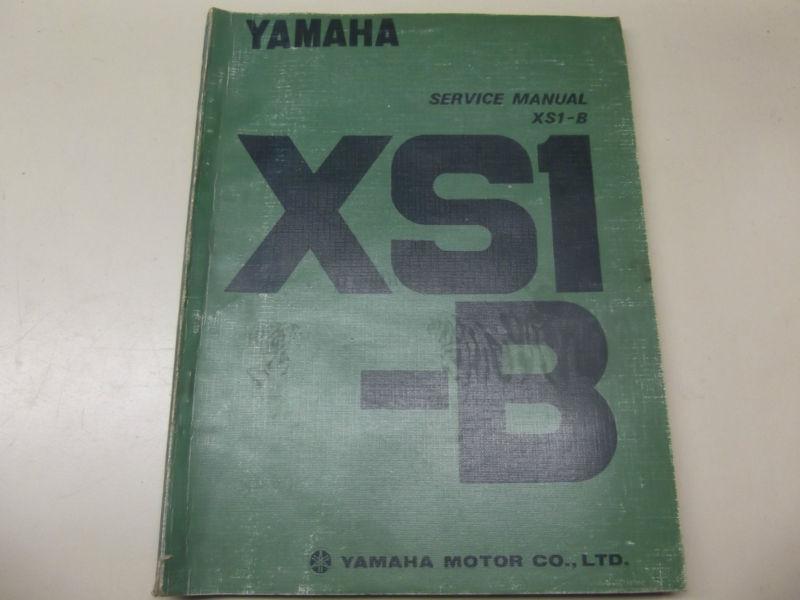 YAMAHA
SERVICE MANUAL
XS1-B
XS1
-B
YAMAHA MOTOR CO., LTD.